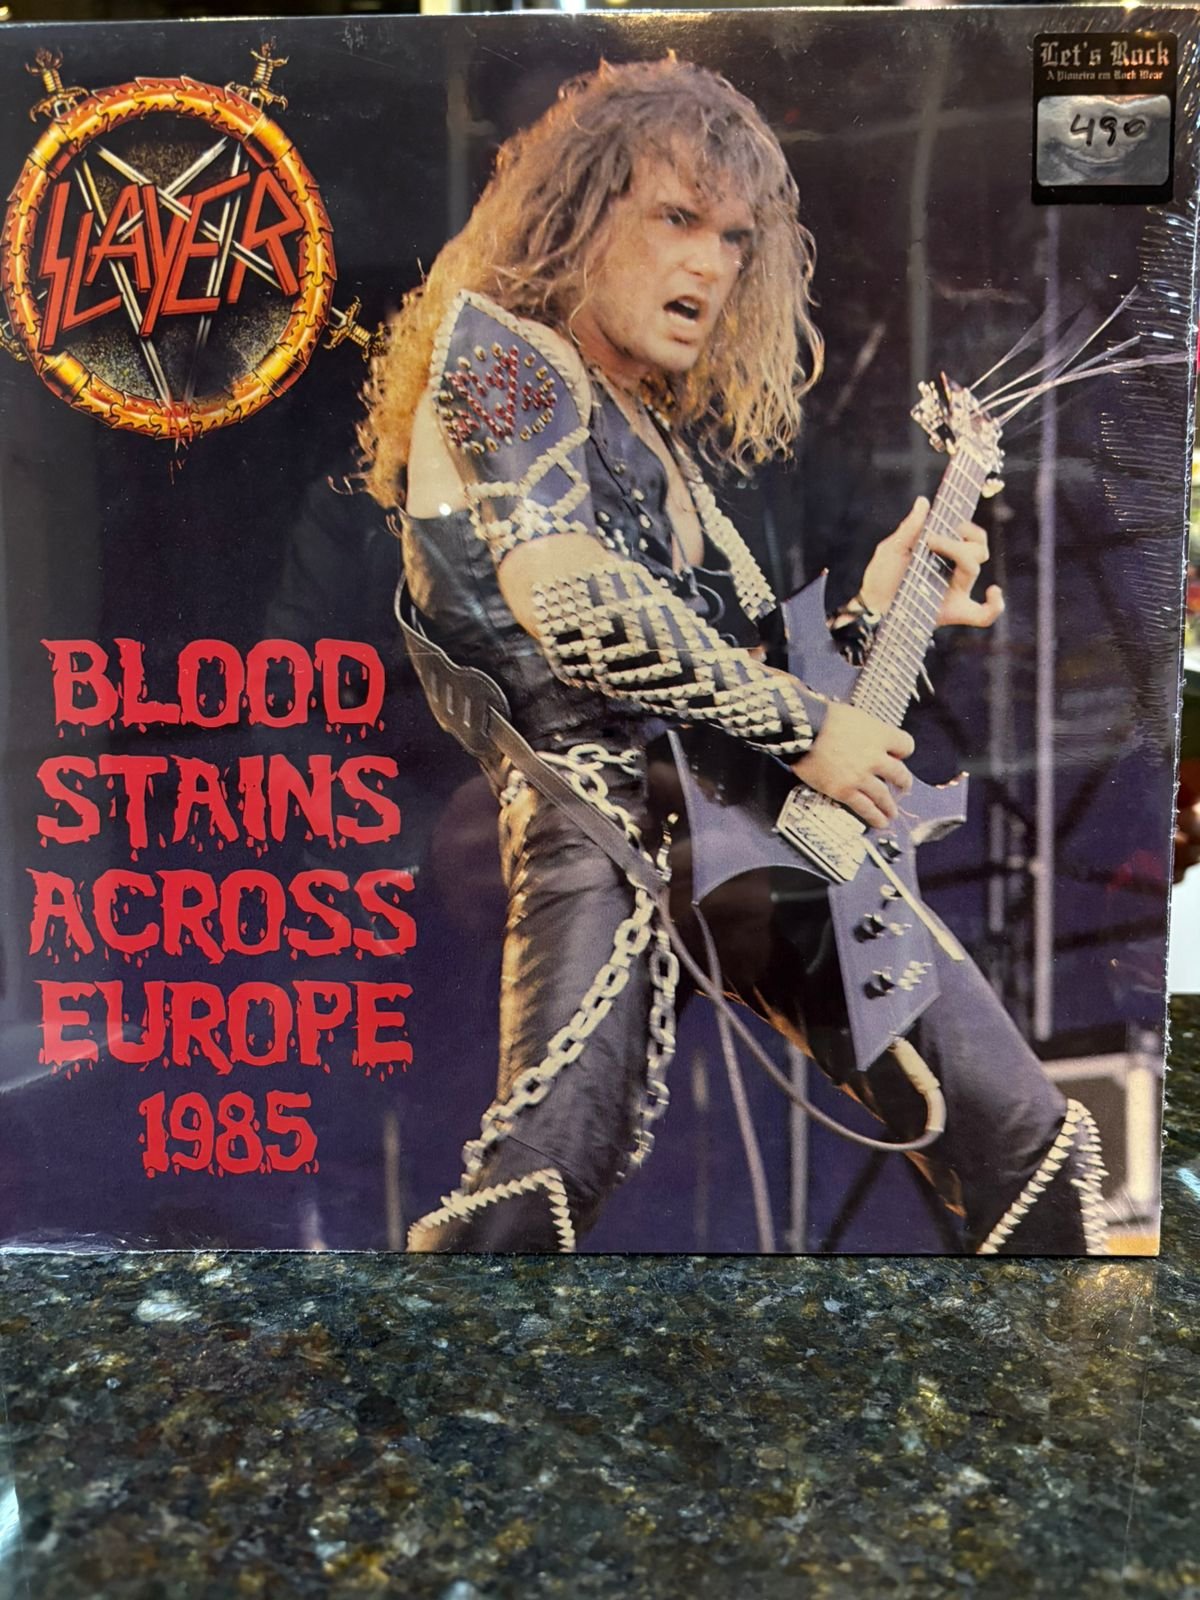 SLAYER
Let's Rock
A Pioneira em Rock Wear
490
BLOOD
STAINS
ACROSS
EUROPE
1985